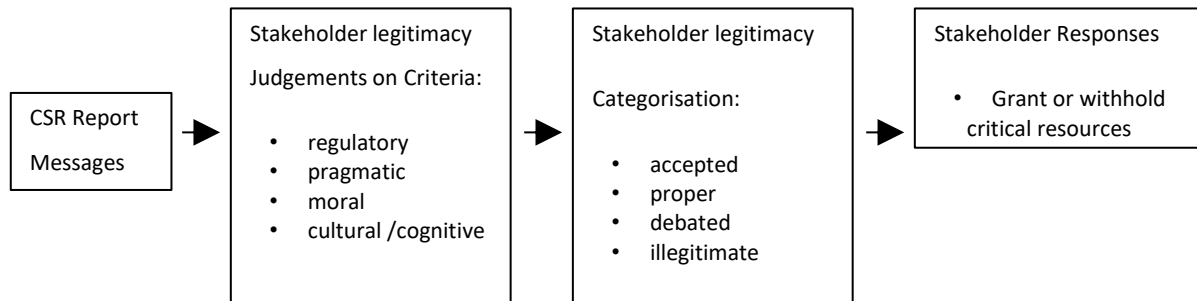 CSR Report
Messages
Stakeholder legitimacy
Judgements on Criteria:
• regulatory
• pragmatic
• moral
• cultural /cognitive
Stakeholder legitimacy
Categorisation:
• accepted
• proper
• debated
• illegitimate
Stakeholder Responses
• Grant or withhold
critical resources